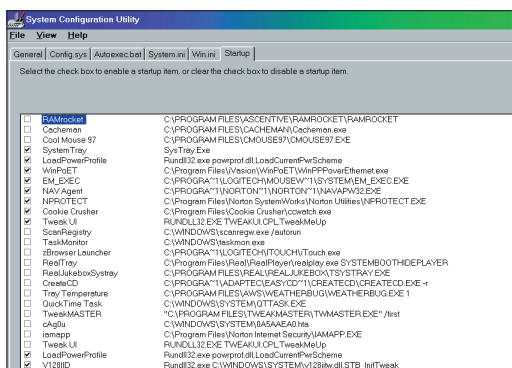 System Configuration Utility
File View Help
General Config.sys Autoexec.bat System.ini Win.ini Startup
Select the check box to enable a startup item, or clear the check box to disable a startup item.
RAMrocket C:\PROGRAM FILES\ASCENTIVE\RAMROCKET\RAMROCKET
Cacheman C:\PROGRAM FILES\CACHEMAN\Cacheman.exe
Cool Mouse 97 C:\PROGRAM FILES\CMOUSE97\CMOUSE97.EXE
SystemTray SysTray.Exe
LoadPowerProfile Rundll32.exe powrprof.dll,LoadCurrentPwrScheme
WinPoET C:\Program Files\iVasion\WinPoET\WinPPPoverEthernet.exe
EM_EXEC C:\PROGRA~1\LOGITECH\MOUSEW~1\SYSTEM\EM_EXEC.EXE
NAV Agent C:\PROGRA~1\NORTON~1\NORTON~1\NAVAPW32.EXE
NPROTECT C:\Program Files\Norton SystemWorks\Norton Utilities\NPROTECT.EXE
Cookie Crusher C:\Program Files\Cookie Crusher\ccwatch.exe
Tweak UI RUNDLL32.EXE TWEAKUI.CPL,TweakMeUp
ScanRegistry C:\WINDOWS\scanregw.exe /autorun
TaskMonitor C:\WINDOWS\taskmon.exe
zBrowser Launcher C:\PROGRA~1\LOGITECH\ITOUCH\iTouch.exe
RealTray C:\Program Files\Real\RealPlayer\realplay.exe SYSTEMBOOTHIDEPLAYER
RealJukeboxSystray C:\PROGRAM FILES\REAL\REALJUKEBOX\TSYSTRAY.EXE
CreateCD C:\PROGRA~1\ADAPTEC\EASYCD~1\CREATECD\CREATECD.EXE -r
Tray Temperature C:\PROGRAM FILES\AWS\WEATHERBUG\WEATHERBUG.EXE 1
QuickTime Task C:\WINDOWS\SYSTEM\QTTASK.EXE
TweakMASTER "C:\PROGRAM FILES\TWEAKMASTER\TWMASTER.EXE" /first
cAg0u C:\WINDOWS\SYSTEM\0A5AAEA0.hta
iamapp C:\Program Files\Norton Internet Security\IAMAPP.EXE
Tweak UI RUNDLL32.EXE TWEAKUI.CPL,TweakMeUp
LoadPowerProfile Rundll32.exe powrprof.dll,LoadCurrentPwrScheme
V128IID Rundll32.exe C:\WINDOWS\SYSTEM\v128iitw.dll,STB_InitTweak